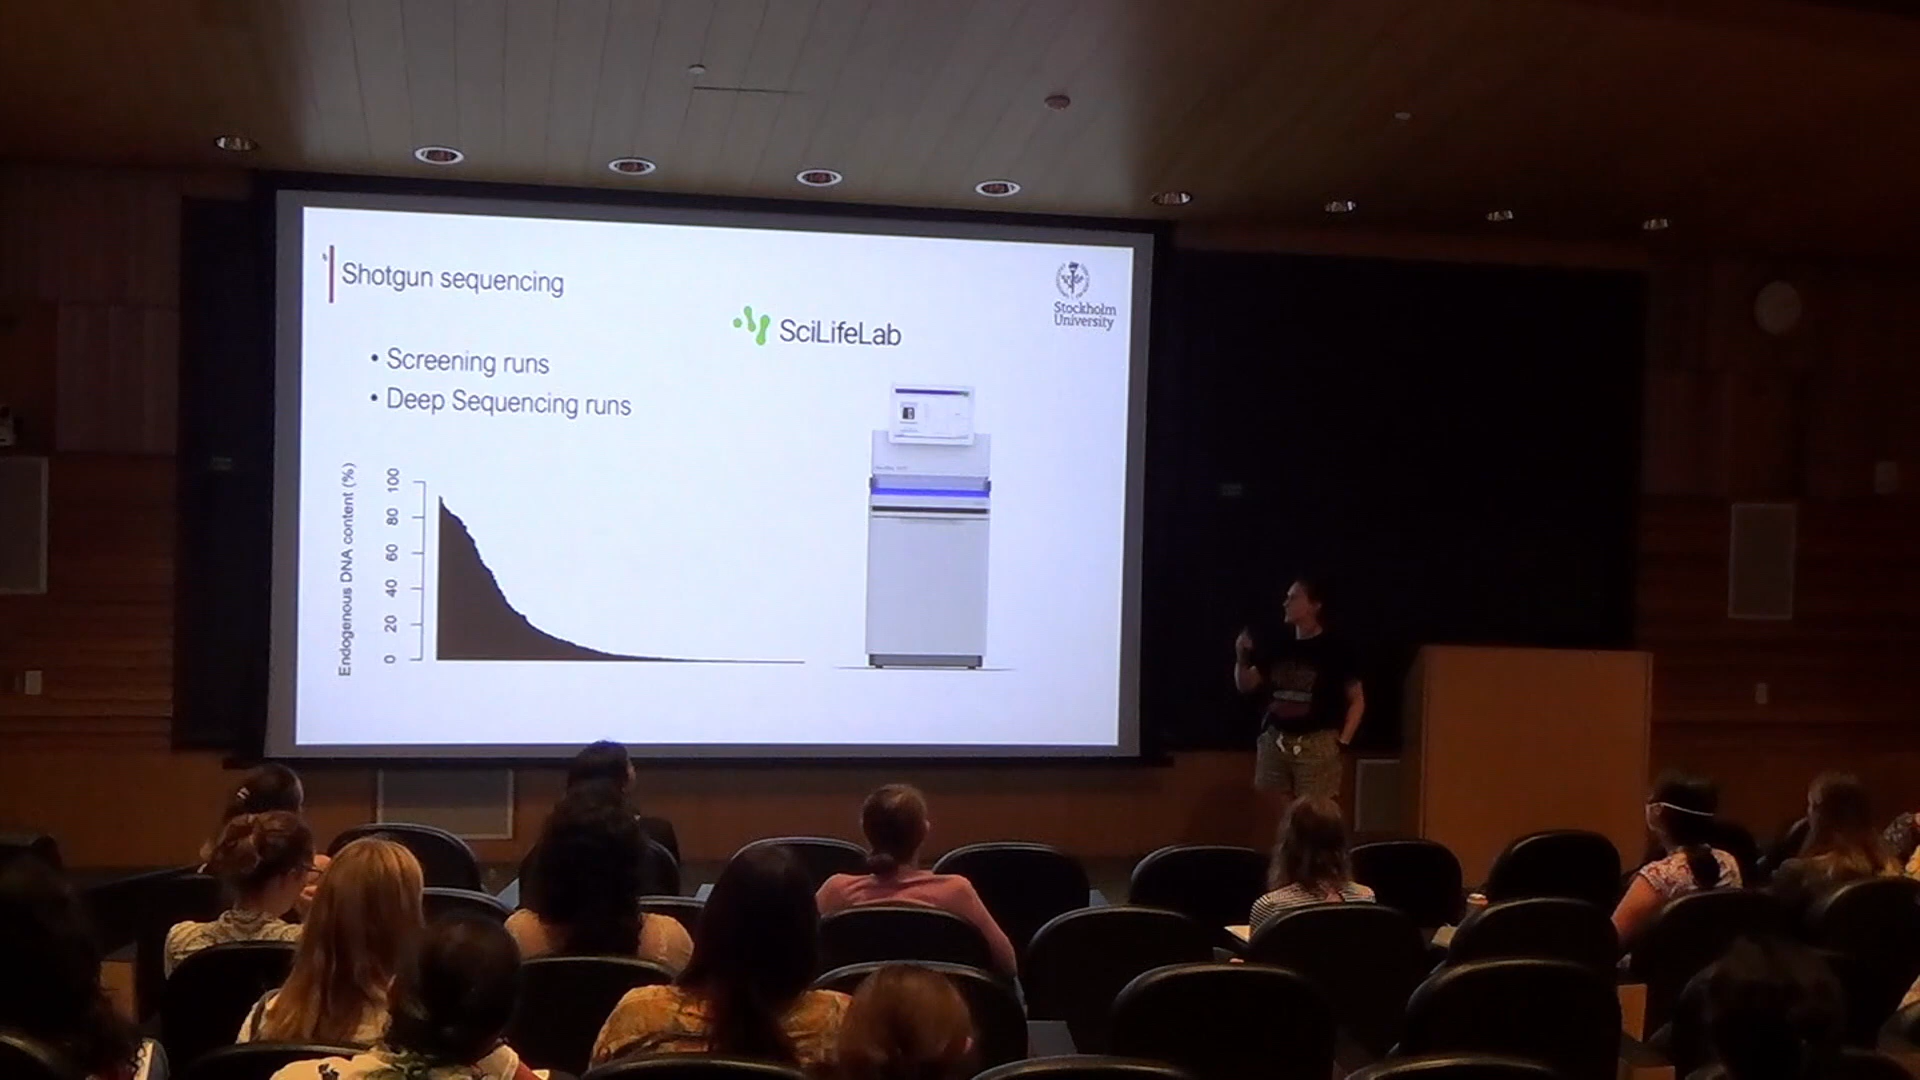 Shotgun sequencing
Stockholm
University
SciLifeLab
• Screening runs
• Deep Sequencing runs
Endogenous DNA content (%)
100
80
60
40
20
0